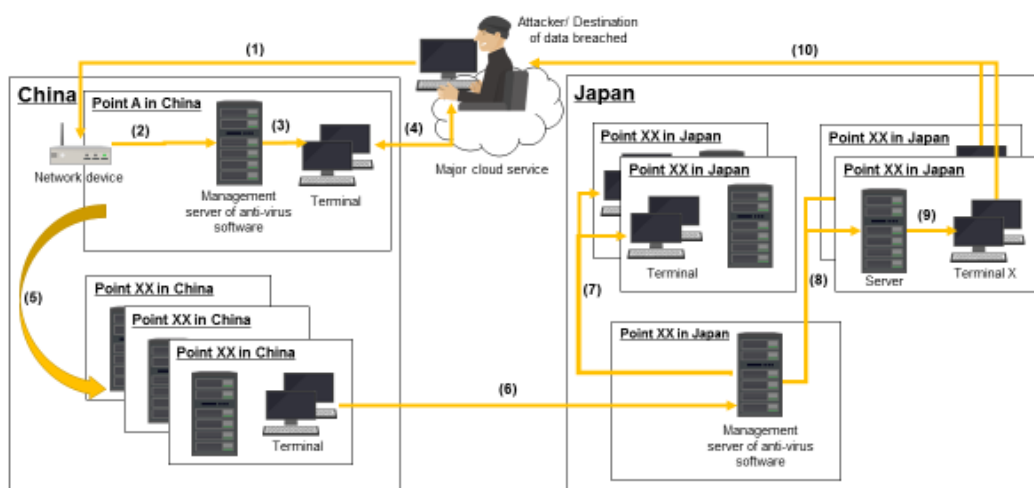 Attacker/ Destination
of data breached
(1)
(10)
China
Japan
Point A in China
(2)
(3)
(4)
Network device
Management
server of anti-virus
software
Terminal
Major cloud service
Point XX in Japan
Point XX in Japan
Terminal
Point XX in Japan
Point XX in Japan
(9)
Server
Terminal X
(5)
(7)
(8)
Point XX in China
Point XX in China
Point XX in China
Terminal
(6)
Point XX in Japan
Management
server of anti-virus
software